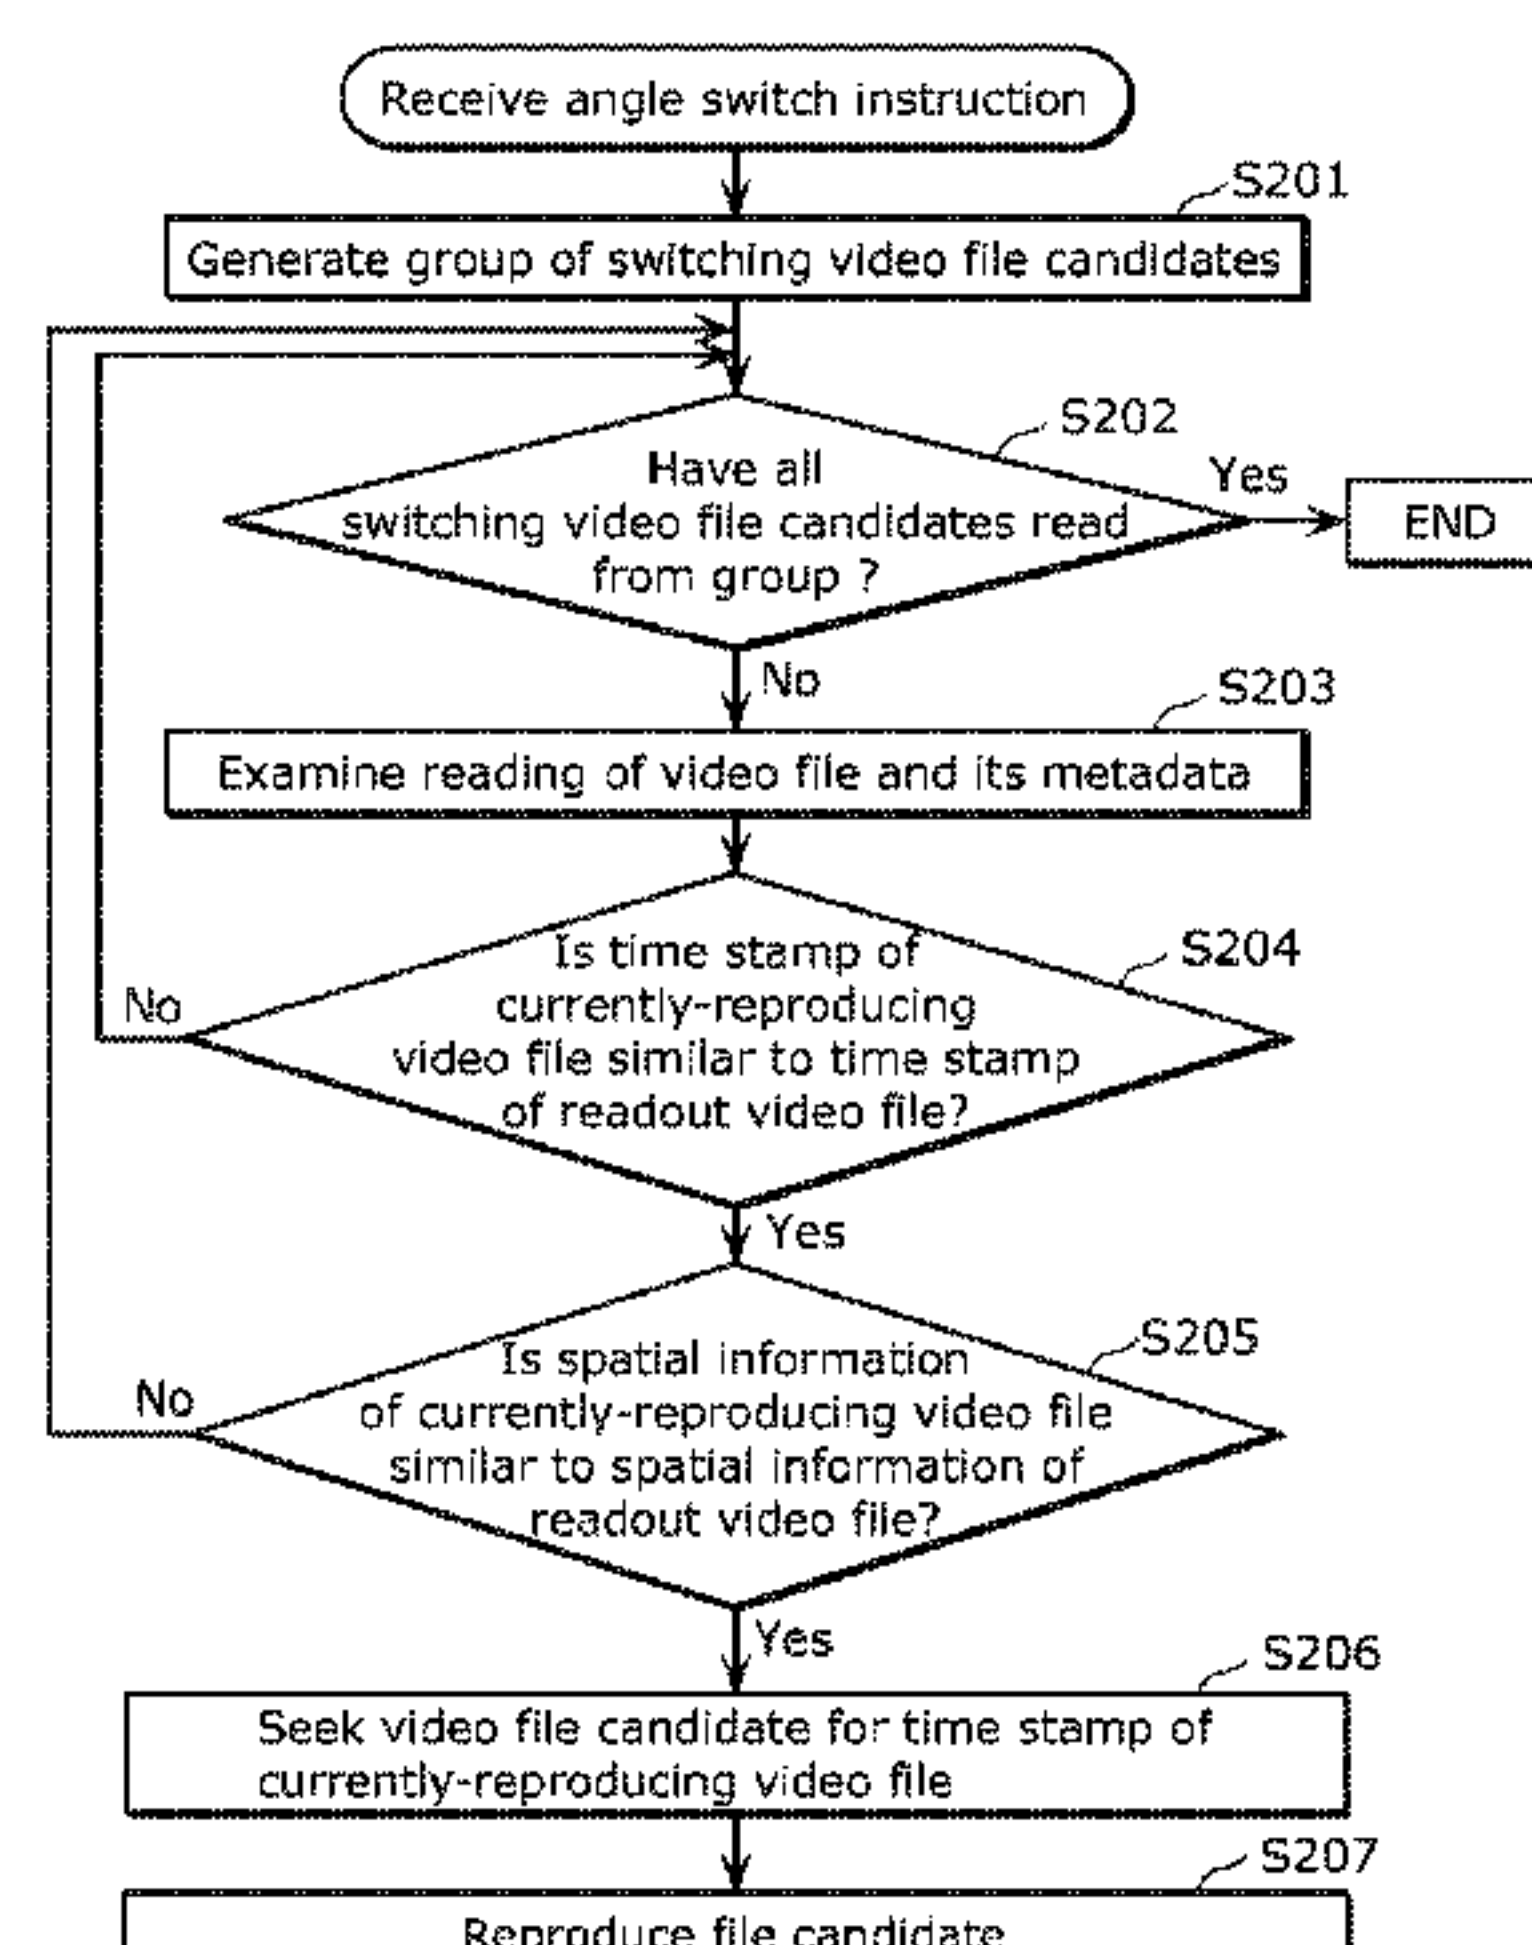 Receive angle switch instruction
S201
Generate group of switching video file candidates
S202
Have all
switching video file candidates read
from group ?
Yes
END
No
S203
Examine reading of video file and its metadata
S204
Is time stamp of
currently-reproducing
video file similar to time stamp
of readout video file?
No
Yes
S205
Is spatial information
of currently-reproducing video file
similar to spatial information of
readout video file?
No
Yes
S206
Seek video file candidate for time stamp of
currently-reproducing video file
S207
Reproduce file candidate